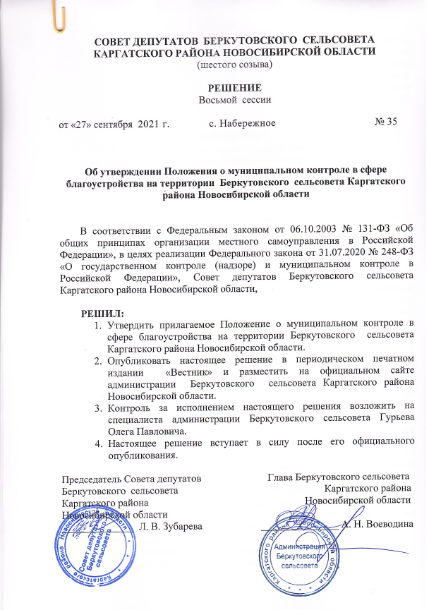 СОВЕТ ДЕПУТАТОВ БЕРКУТОВСКОГО СЕЛЬСОВЕТА
КАРГАТСКОГО РАЙОНА НОВОСИБИРСКОЙ ОБЛАСТИ
(шестого созыва)
РЕШЕНИЕ
Восьмой сессии
от «27» сентября 2021 г. с. Набережное № 35
Об утверждении Положения о муниципальном контроле в сфере
благоустройства на территории Беркутовского сельсовета Каргатского
района Новосибирской области
В соответствии с Федеральным законом от 06.10.2003 № 131-ФЗ «Об
общих принципах организации местного самоуправления в Российской
Федерации», в целях реализации Федерального закона от 31.07.2020 № 248-ФЗ
«О государственном контроле (надзоре) и муниципальном контроле в
Российской Федерации», Совет депутатов Беркутовского сельсовета
Каргатского района Новосибирской области,
РЕШИЛ:
1. Утвердить прилагаемое Положение о муниципальном контроле в
сфере благоустройства на территории Беркутовского сельсовета
Каргатского района Новосибирской области.
2. Опубликовать настоящее решение в периодическом печатном
издании «Вестник» и разместить на официальном сайте
администрации Беркутовского сельсовета Каргатского района
Новосибирской области.
3. Контроль за исполнением настоящего решения возложить на
специалиста администрации Беркутовского сельсовета Гурьева
Олега Павловича.
4. Настоящее решение вступает в силу после его официального
опубликования.
Председатель Совета депутатов
Беркутовского сельсовета
Каргатского района
Новосибирской области
Л. В. Зубарева
Глава Беркутовского сельсовета
Каргатского района
Новосибирской области
А. Н. Воеводина
Совет депутатов
Беркутовского
сельсовета
Администрация
Беркутовского
сельсовета